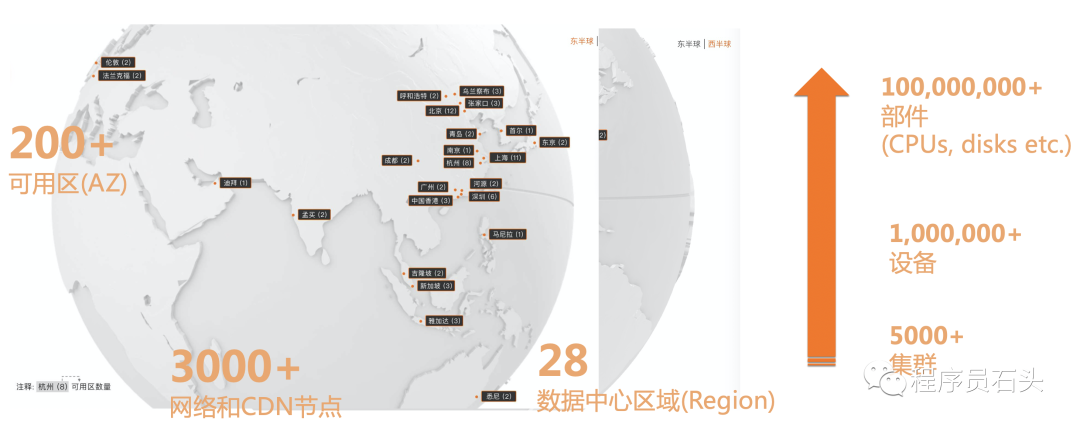 东半球|
东半球|西半球
伦敦 (2)
法兰克福 (2)
呼和浩特 (2)
乌兰察布 (3)
张家口 (3)
北京 (12)
青岛 (2)
首尔 (1)
东京 (2)
南京 (1)
上海 (11)
成都 (2)
杭州 (8)
迪拜 (1)
广州 (2)
河源 (2)
深圳 (6)
中国香港 (3)
孟买 (2)
马尼拉 (1)
吉隆坡 (2)
新加坡 (3)
雅加达 (3)
悉尼 (2)
200+
可用区(AZ)
注释: 杭州 (8) 可用区数量
3000+
网络和CDN节点
28
数据中心区域(Region)
100,000,000+
部件
(CPUs, disks etc.)
1,000,000+
设备
5000+
集群
程序员石头